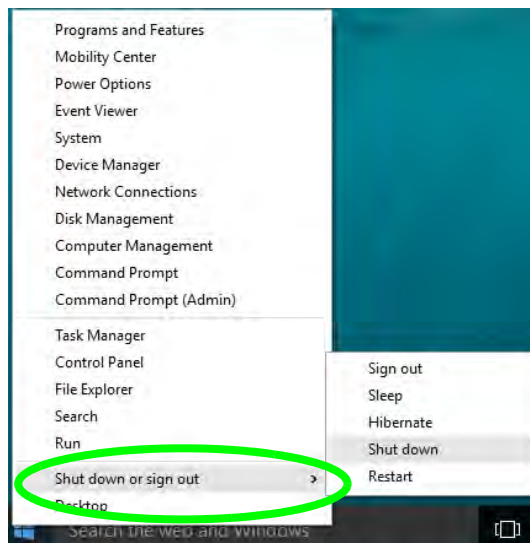 Programs and Features
Mobility Center
Power Options
Event Viewer
System
Device Manager
Network Connections
Disk Management
Computer Management
Command Prompt
Command Prompt (Admin)
Task Manager
Control Panel
File Explorer
Search
Run
Shut down or sign out
Desktop
Sign out
Sleep
Hibernate
Shut down
Restart
Search the web and Windows